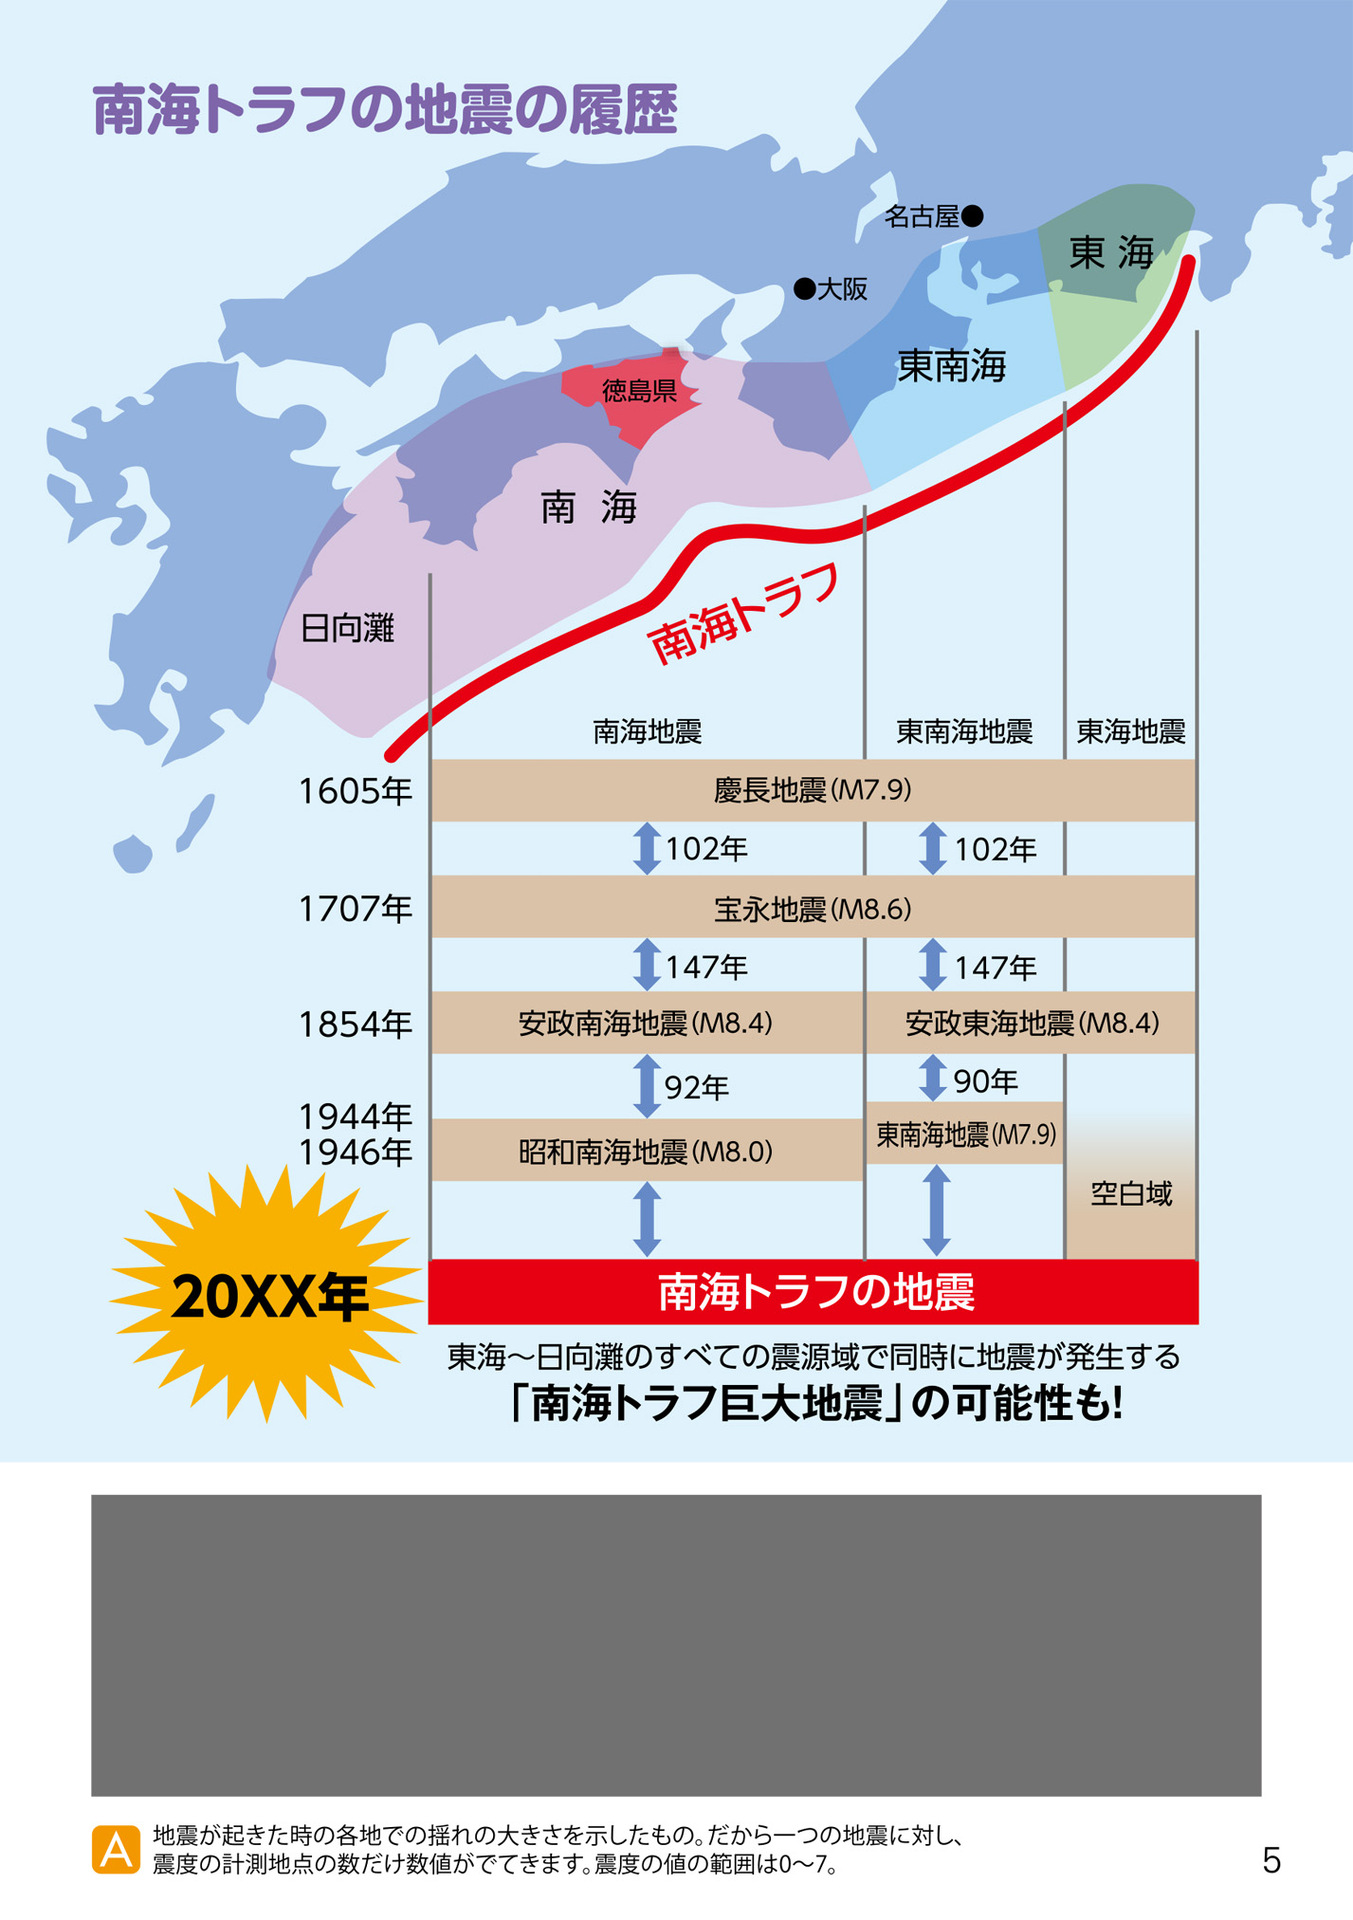 南海トラフの地震の履歴
名古屋
東 海
大阪
東南海
徳島県
南 海
日向灘
南海トラフ
南海地震
東南海地震
東海地震
1605年
慶長地震(M7.9)
102年
102年
1707年
宝永地震(M8.6)
147年
147年
1854年
安政南海地震(M8.4)
安政東海地震(M8.4)
92年
90年
1944年
東南海地震(M7.9)
1946年
昭和南海地震(M8.0)
空白域
20XX年
南海トラフの地震
東海～日向灘のすべての震源域で同時に地震が発生する
「南海トラフ巨大地震」の可能性も!
A 地震が起きた時の各地での揺れの大きさを示したもの。だから一つの地震に対し、
震度の計測地点の数だけ数値がでてきます。震度の値の範囲は0～7。
5